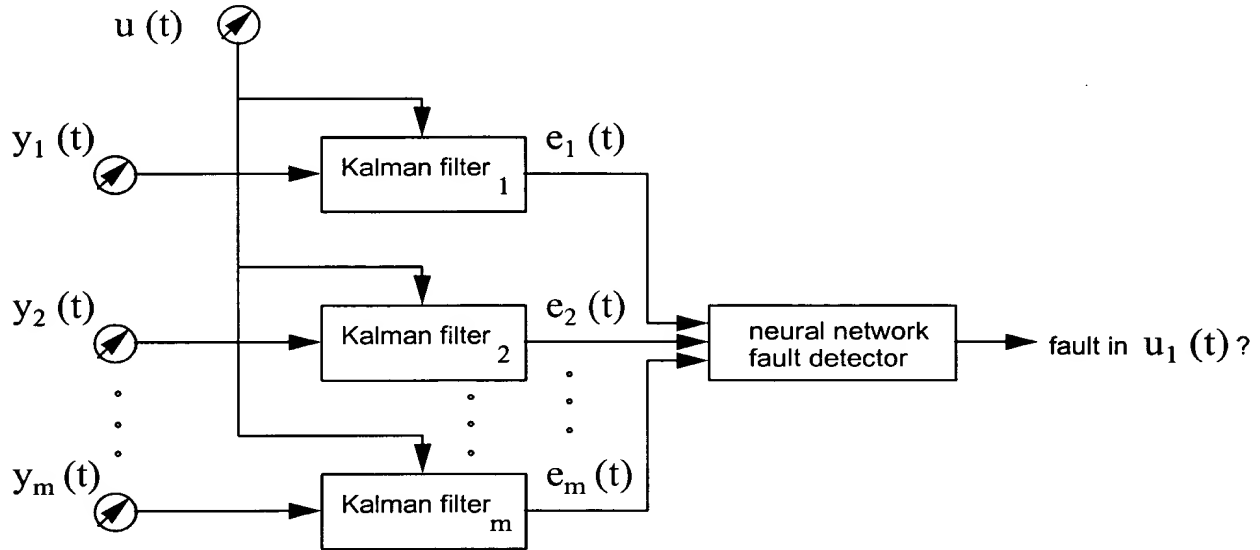 u (t)
y1 (t)
Kalman filter 1
e1 (t)
y2 (t)
Kalman filter 2
e2 (t)
neural network
fault detector
fault in u1 (t) ?
ym (t)
Kalman filter m
em (t)